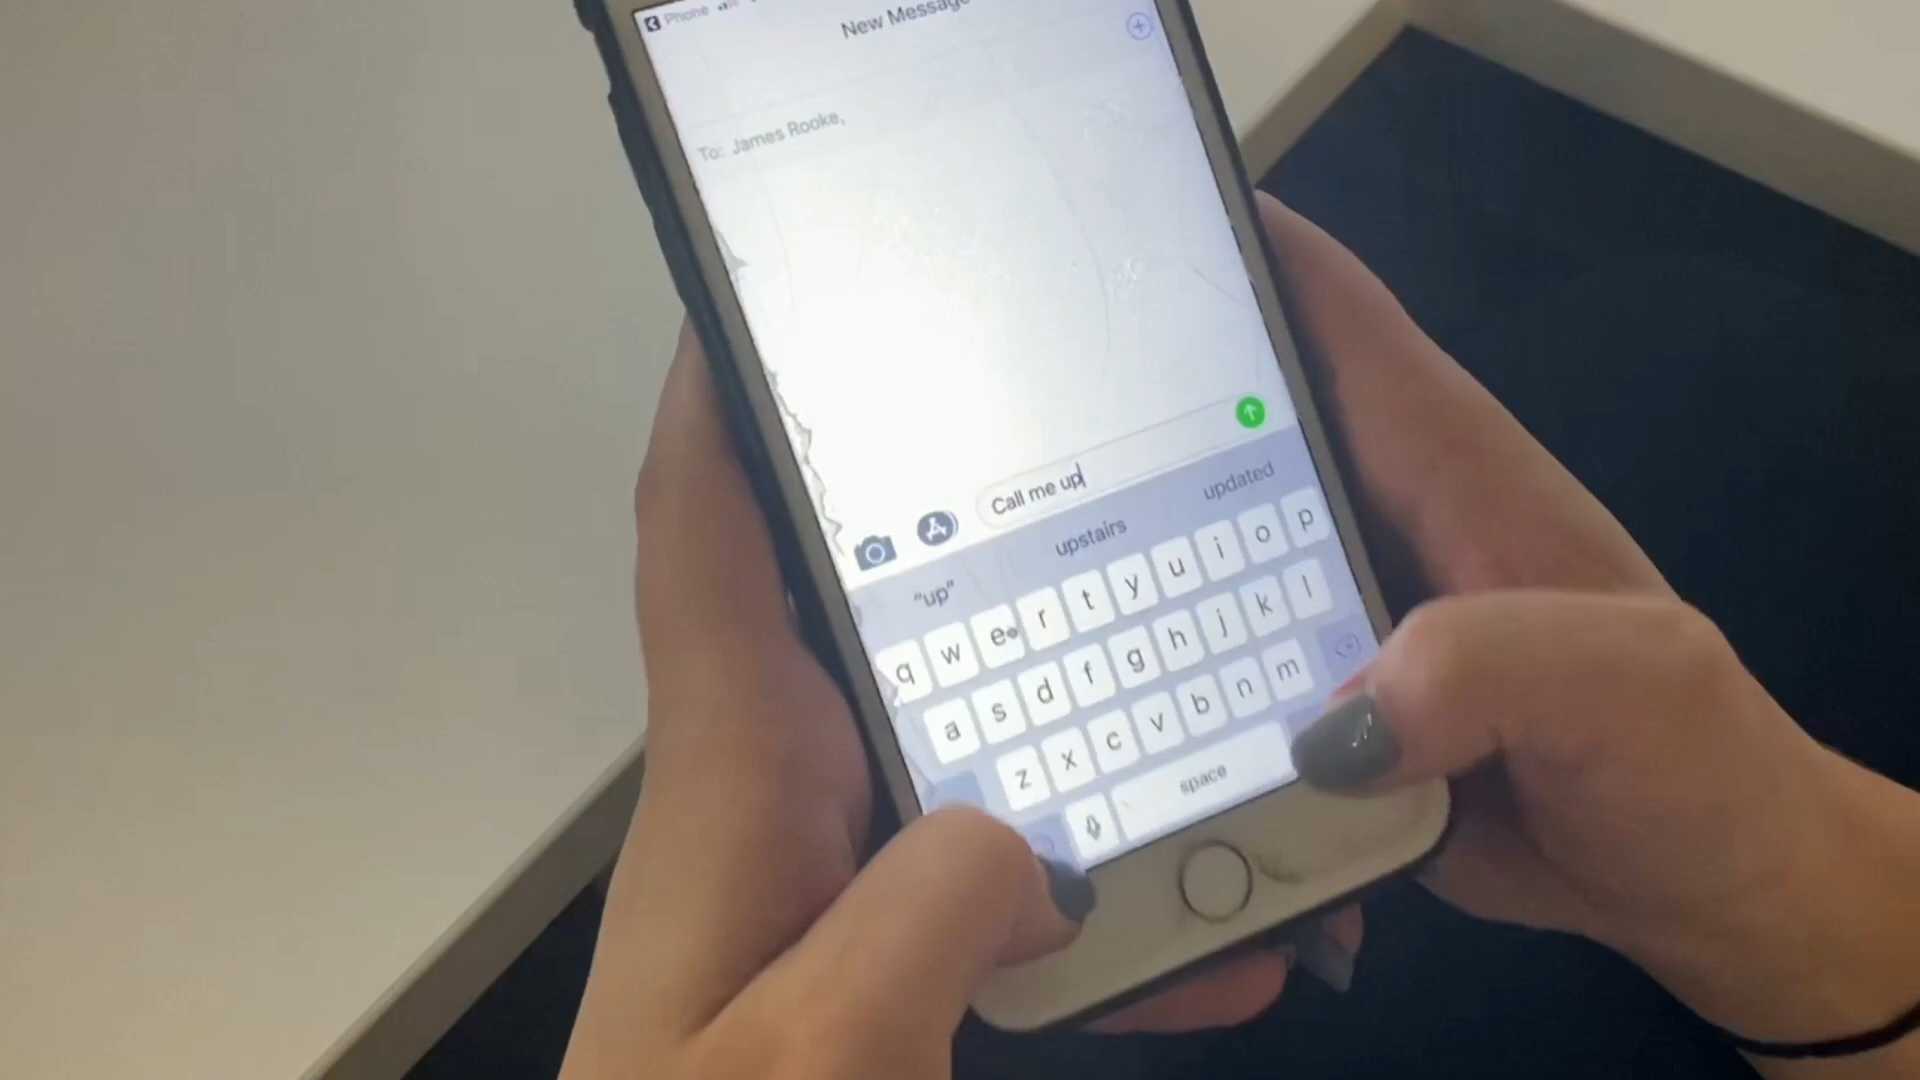 Phone
New Message
To: James Rooke,
Call me up
"up" upstairs updated
q w e r t y u i o p
a s d f g h j k l
z x c v b n m
space